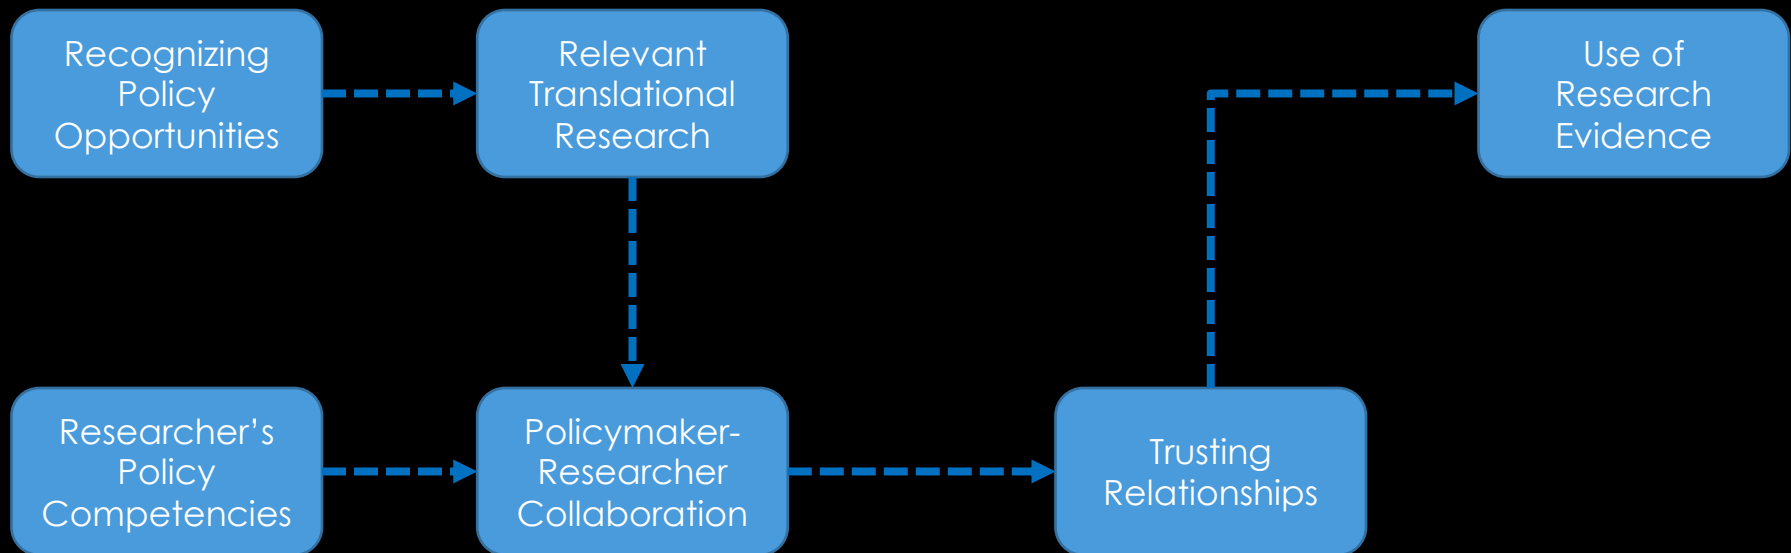 Recognizing
Policy
Opportunities
Relevant
Translational
Research
Use of
Research
Evidence
Researcher’s
Policy
Competencies
Policymaker-
Researcher
Collaboration
Trusting
Relationships